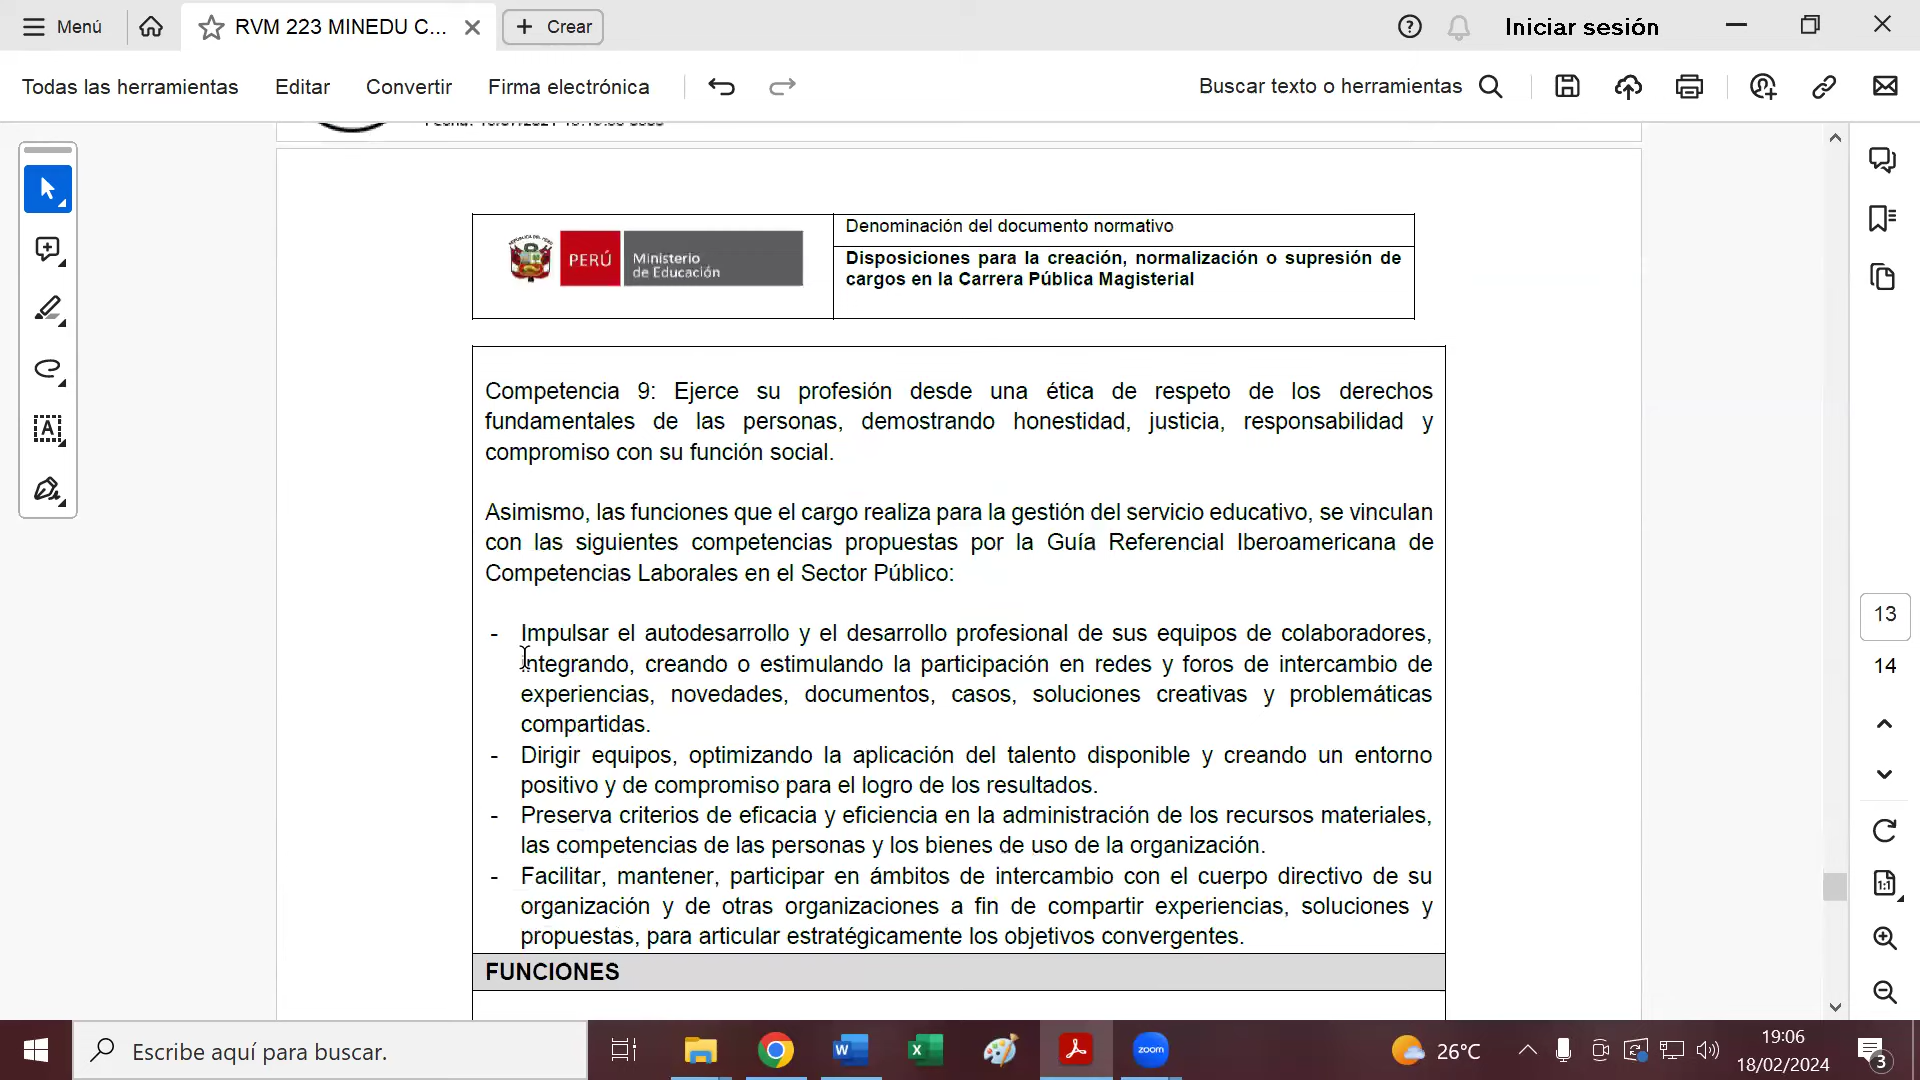 Menú
RVM 223 MINEDU C...
Crear
Iniciar sesión
Todas las herramientas
Editar
Convertir
Firma electrónica
Buscar texto o herramientas
PERÚ
Ministerio
de Educación
Denominación del documento normativo
Disposiciones para la creación, normalización o supresión de
cargos en la Carrera Pública Magisterial
Competencia 9: Ejerce su profesión desde una ética de respeto de los derechos
fundamentales de las personas, demostrando honestidad, justicia, responsabilidad y
compromiso con su función social.
Asimismo, las funciones que el cargo realiza para la gestión del servicio educativo, se vinculan
con las siguientes competencias propuestas por la Guía Referencial Iberoamericana de
Competencias Laborales en el Sector Público:
- Impulsar el autodesarrollo y el desarrollo profesional de sus equipos de colaboradores,
integrando, creando o estimulando la participación en redes y foros de intercambio de
experiencias, novedades, documentos, casos, soluciones creativas y problemáticas
compartidas.
- Dirigir equipos, optimizando la aplicación del talento disponible y creando un entorno
positivo y de compromiso para el logro de los resultados.
- Preserva criterios de eficacia y eficiencia en la administración de los recursos materiales,
las competencias de las personas y los bienes de uso de la organización.
- Facilitar, mantener, participar en ámbitos de intercambio con el cuerpo directivo de su
organización y de otras organizaciones a fin de compartir experiencias, soluciones y
propuestas, para articular estratégicamente los objetivos convergentes.
FUNCIONES
13
14
Escribe aquí para buscar.
zoom
26°C
19:06
18/02/2024
3